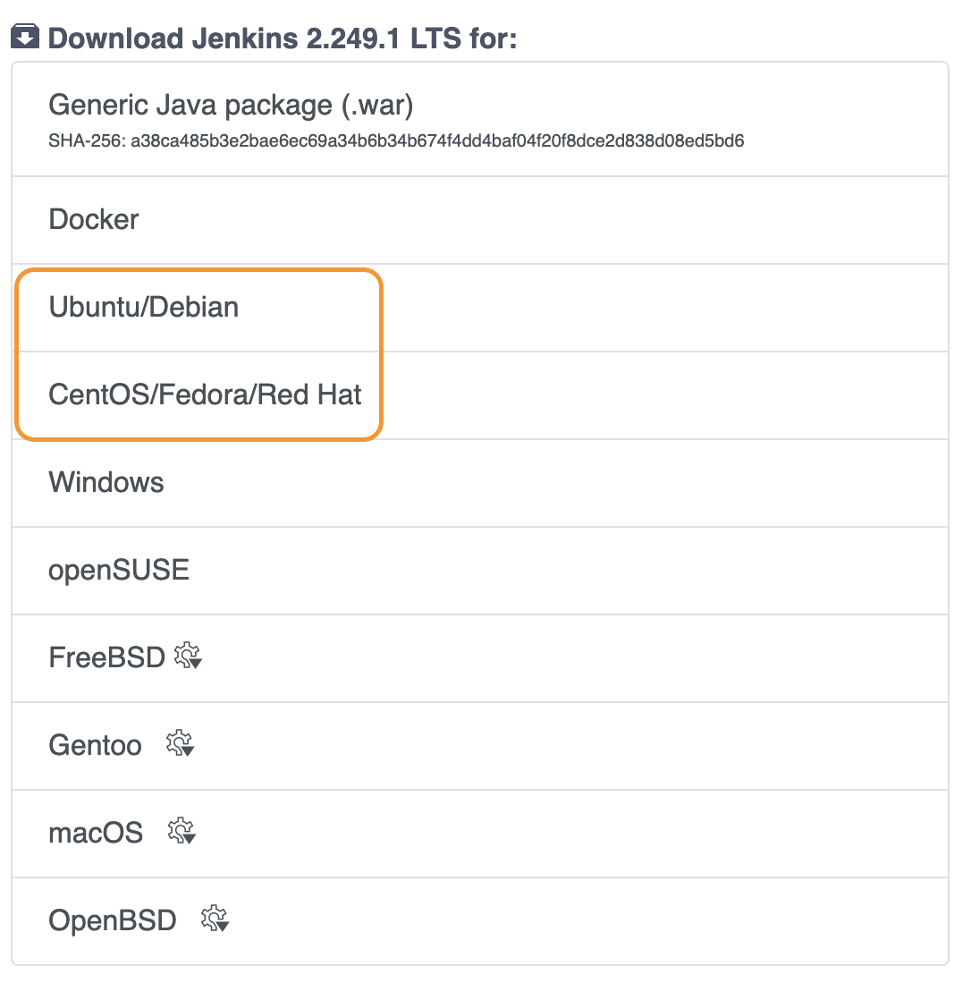 Download Jenkins 2.249.1 LTS for:
Generic Java package (.war)
SHA-256: a38ca485b3e2bae6ec69a34b6b34b674f4dd4baf04f20f8dce2d838d08ed5bd6
Docker
Ubuntu/Debian
CentOS/Fedora/Red Hat
Windows
openSUSE
FreeBSD
Gentoo
macOS
OpenBSD